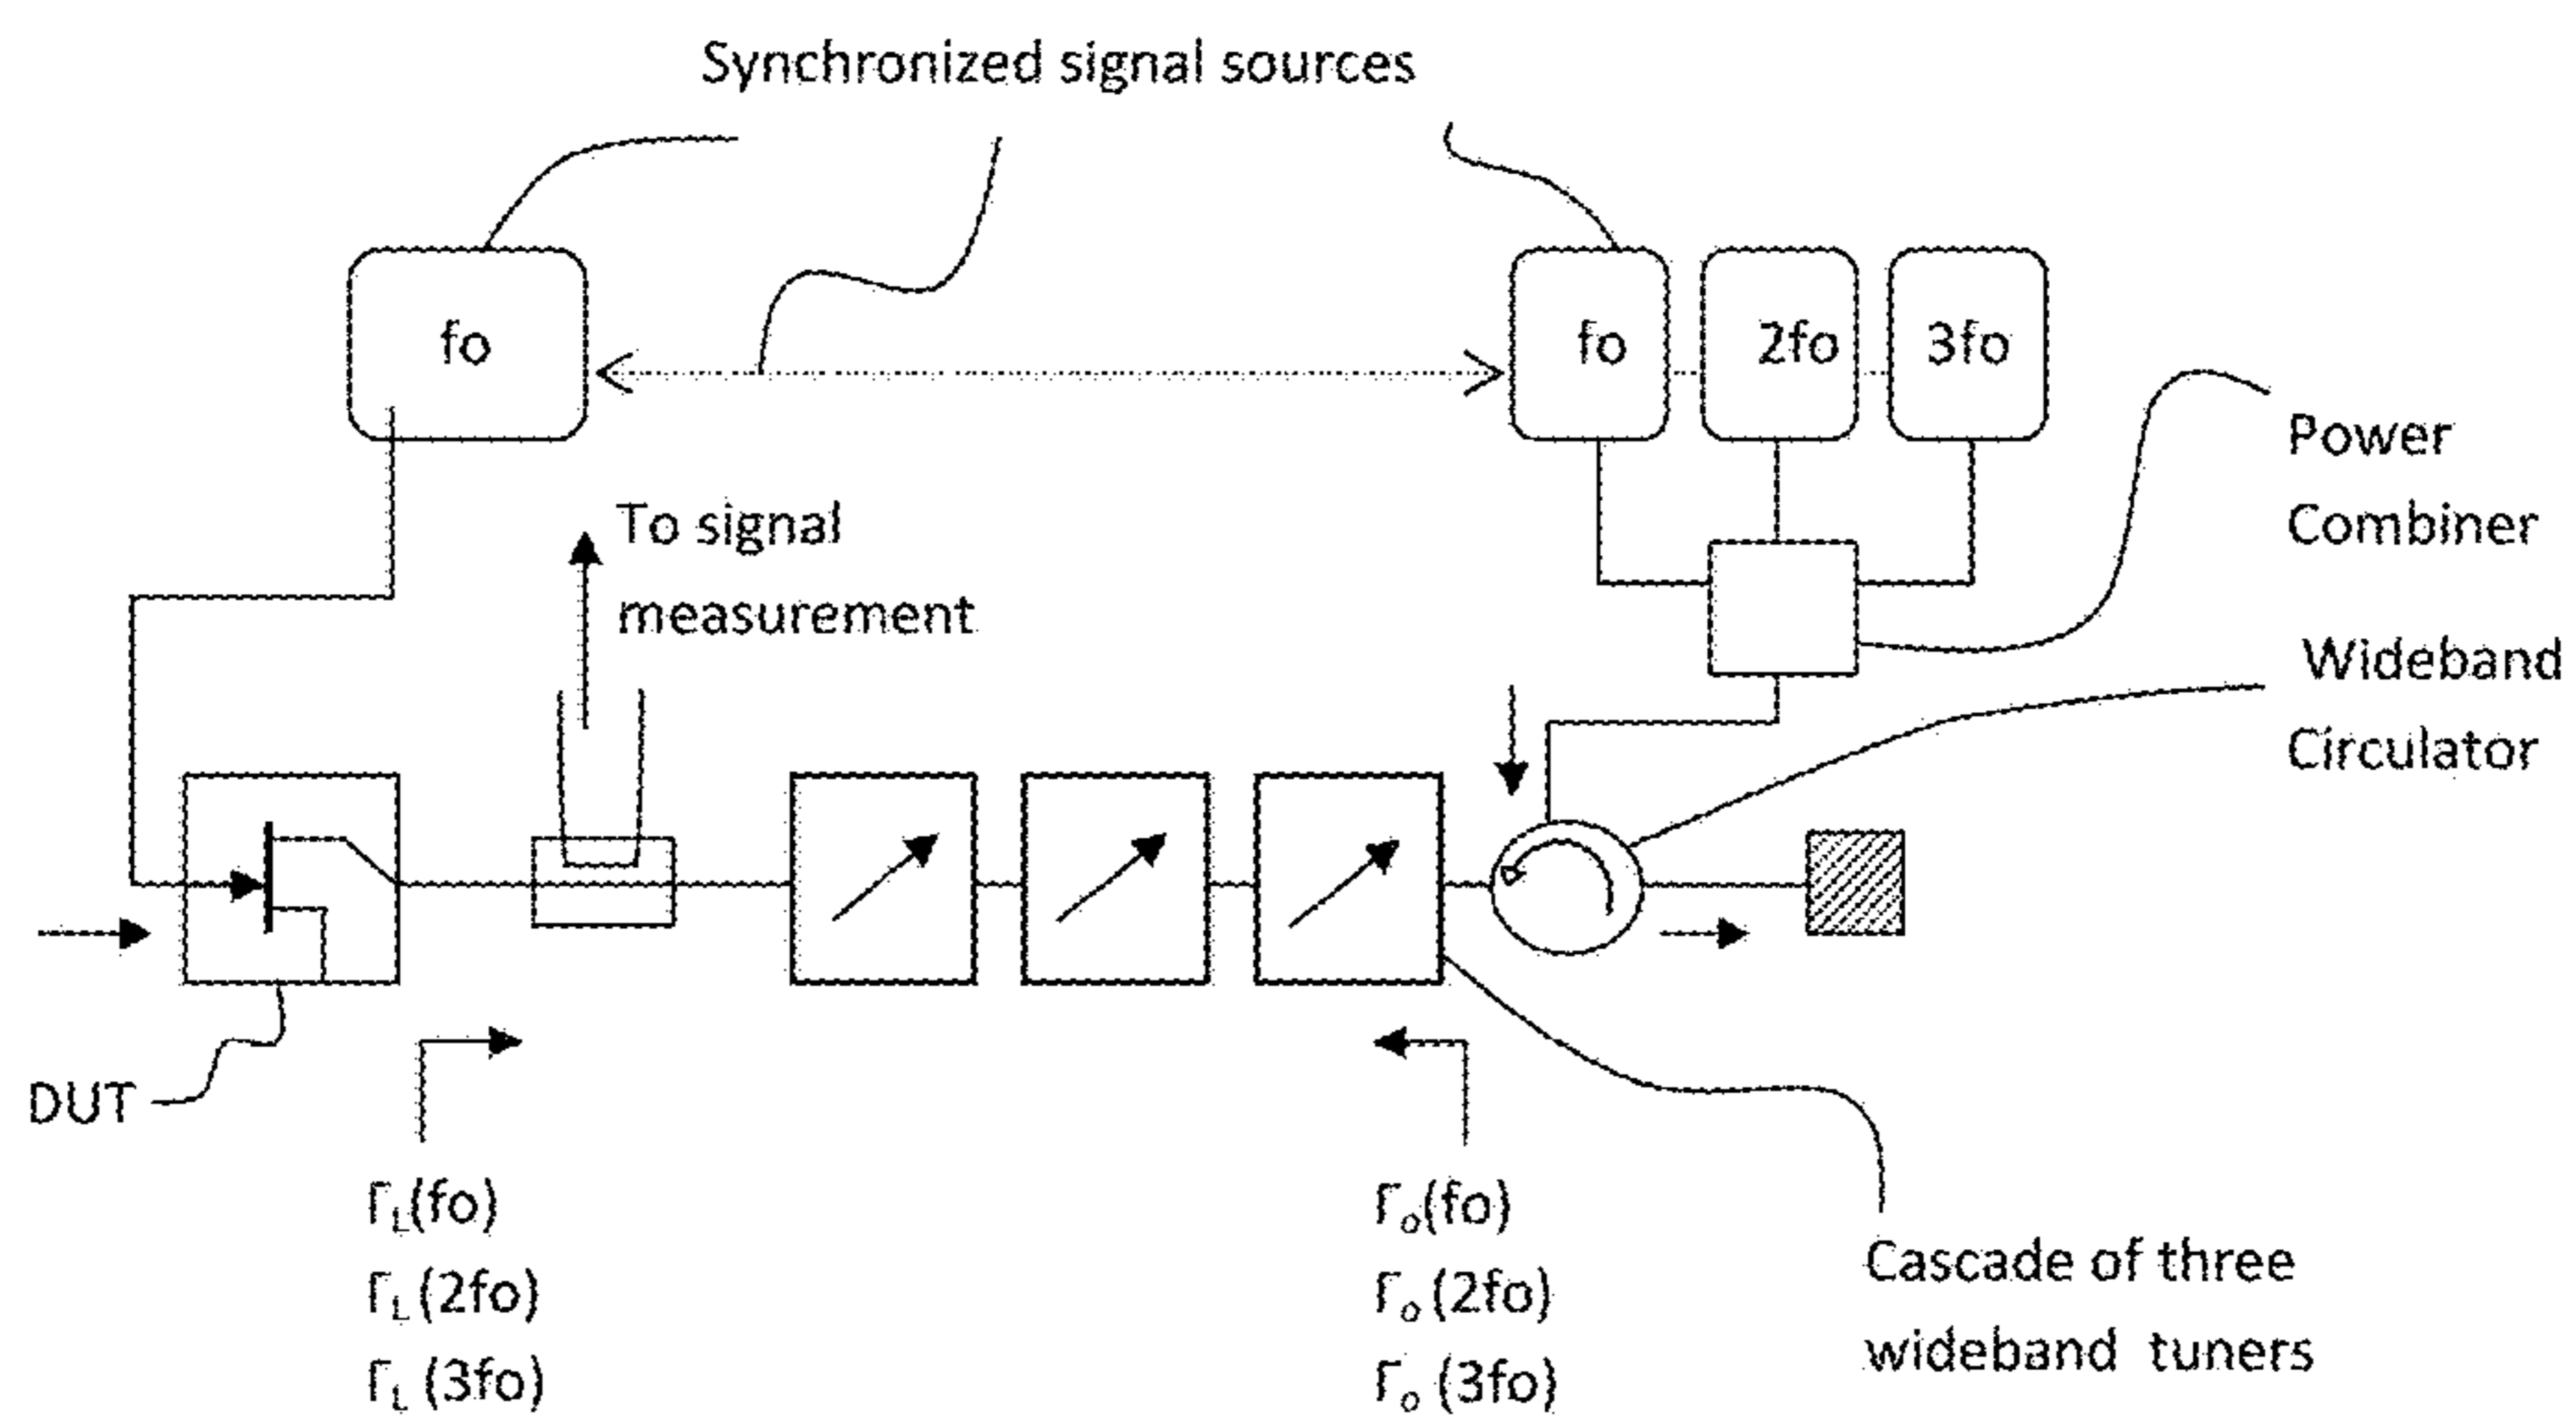 Synchronized signal sources
fo
fo
2fo
3fo
Power
Combiner
To signal
measurement
Wideband
Circulator
DUT
ΓL(fo)
ΓL(2fo)
ΓL (3fo)
Γo(fo)
Γo (2fo)
Γo (3fo)
Cascade of three
wideband tuners